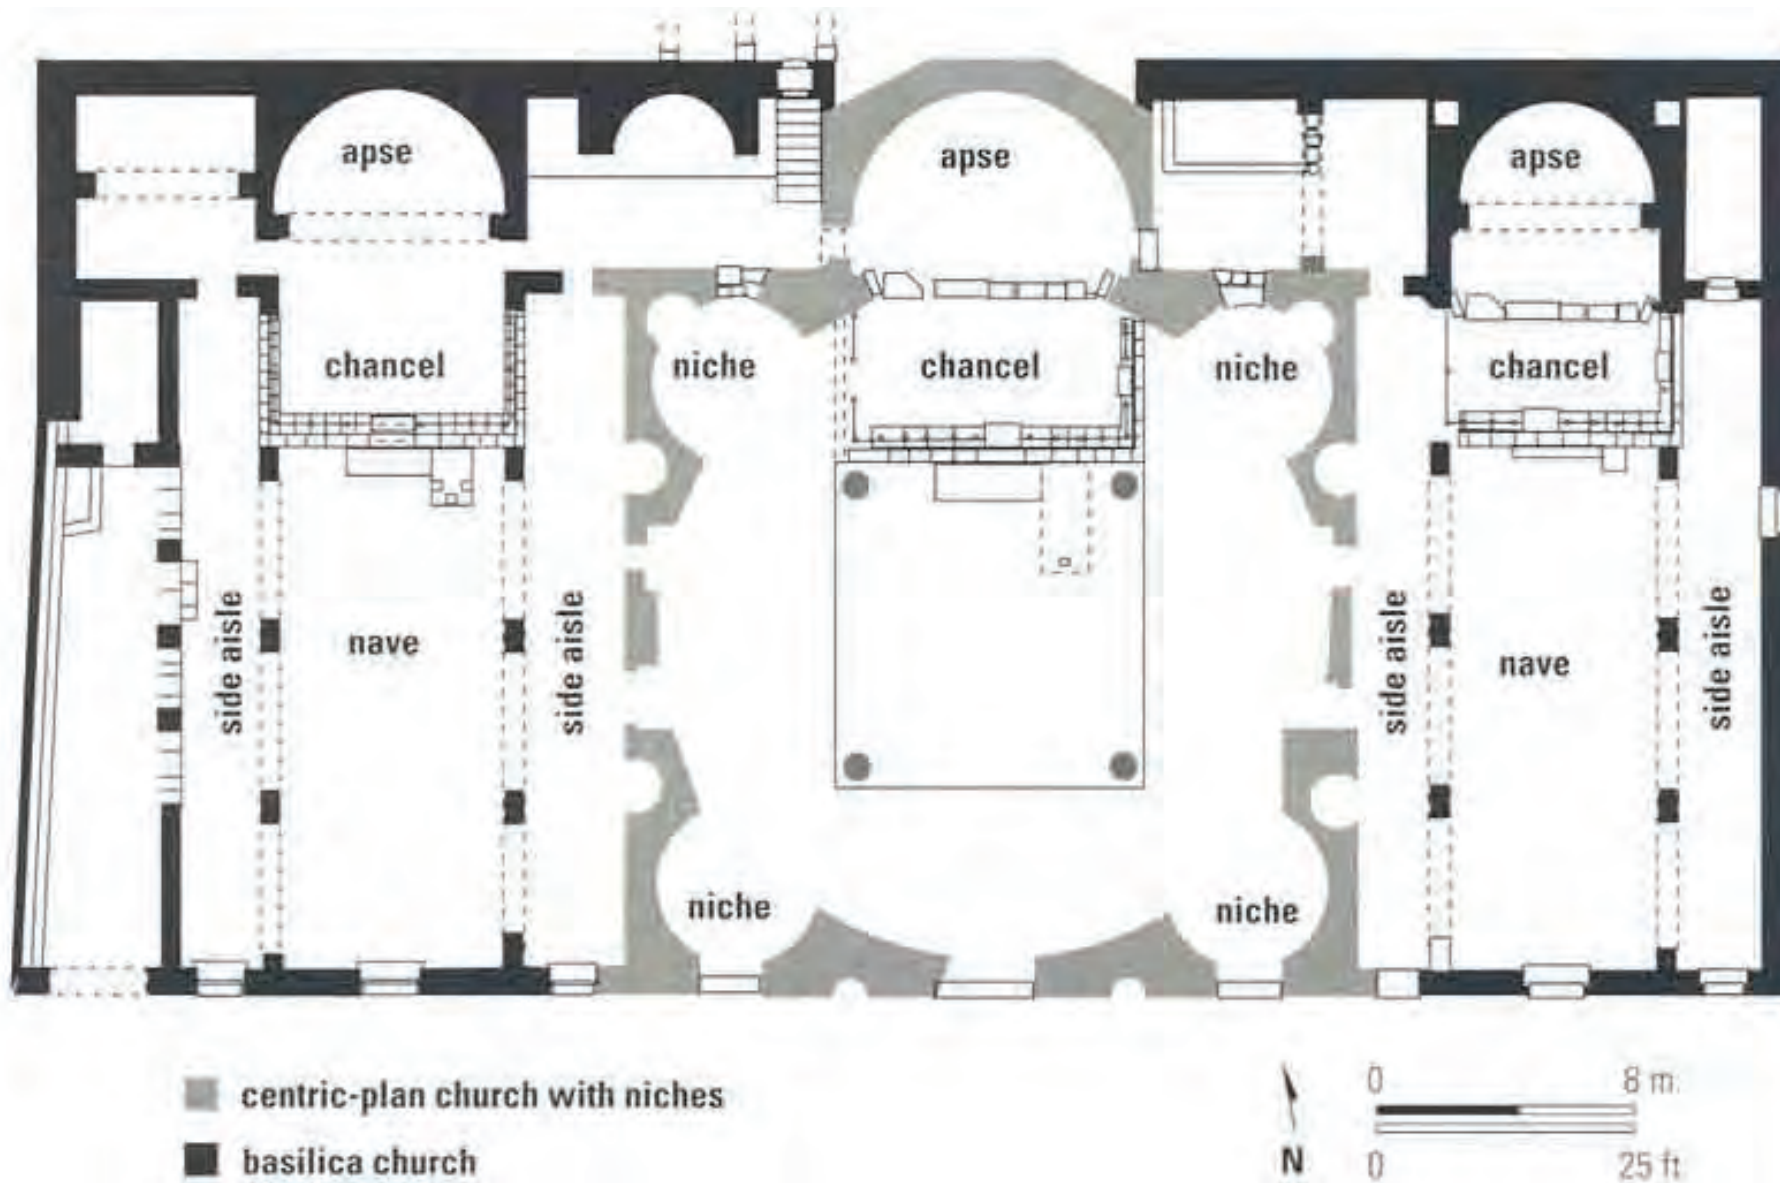 apse
apse
apse
chancel
niche
chancel
niche
chancel
side aisle
nave
side aisle
side aisle
nave
side aisle
niche
niche
centric-plan church with niches
basilica church
N
0 8 m.
0 25 ft.